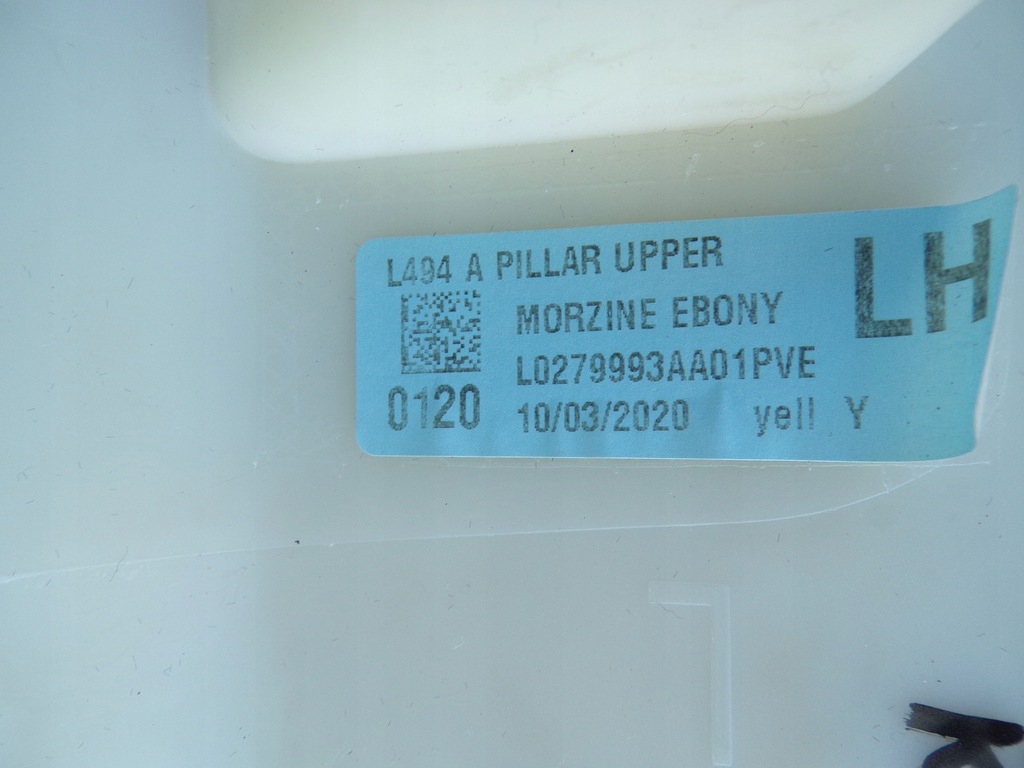 L494 A PILLAR UPPER
LH
MORZINE EBONY
L0279993AA01PVE
0120 10/03/2020 yell Y